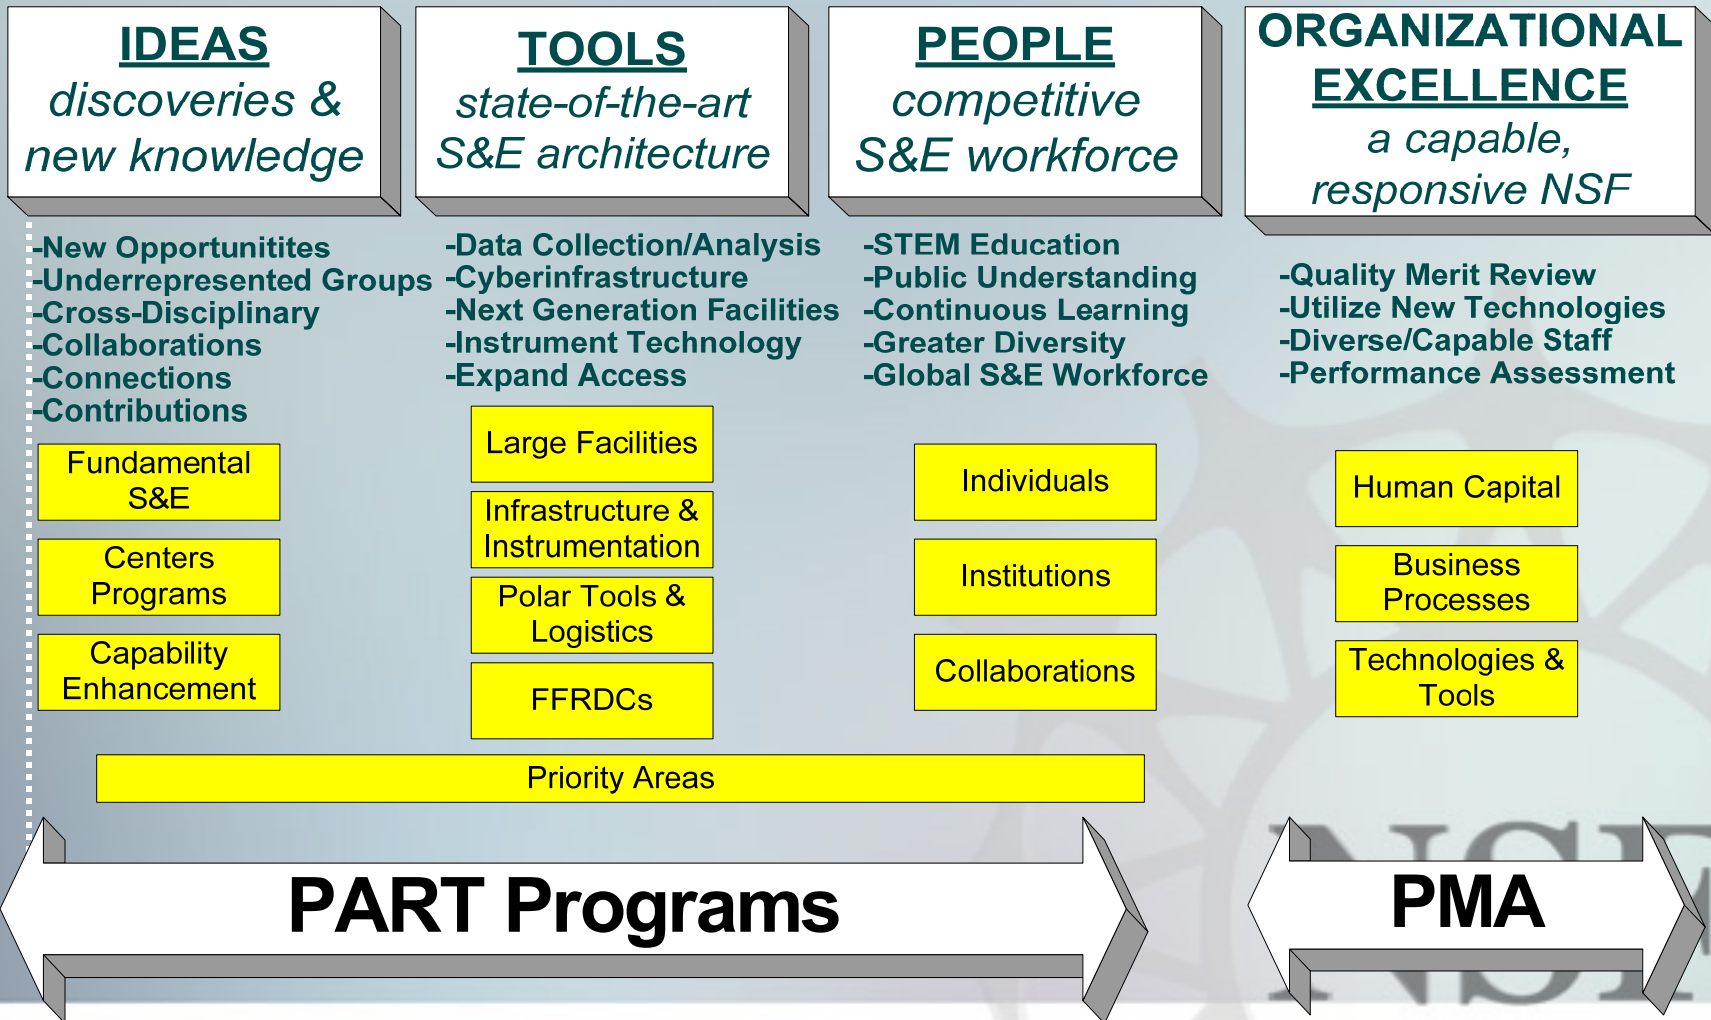 IDEAS
discoveries &
new knowledge
-New Opportunitites
-Underrepresented Groups
-Cross-Disciplinary
-Collaborations
-Connections
-Contributions
Fundamental
S&E
Centers
Programs
Capability
Enhancement
TOOLS
state-of-the-art
S&E architecture
-Data Collection/Analysis
-Cyberinfrastructure
-Next Generation Facilities
-Instrument Technology
-Expand Access
Large Facilities
Infrastructure &
Instrumentation
Polar Tools &
Logistics
FFRDCs
PEOPLE
competitive
S&E workforce
-STEM Education
-Public Understanding
-Continuous Learning
-Greater Diversity
-Global S&E Workforce
Individuals
Institutions
Collaborations
ORGANIZATIONAL
EXCELLENCE
a capable,
responsive NSF
-Quality Merit Review
-Utilize New Technologies
-Diverse/Capable Staff
-Performance Assessment
Human Capital
Business
Processes
Technologies &
Tools
Priority Areas
PART Programs
PMA
NSF